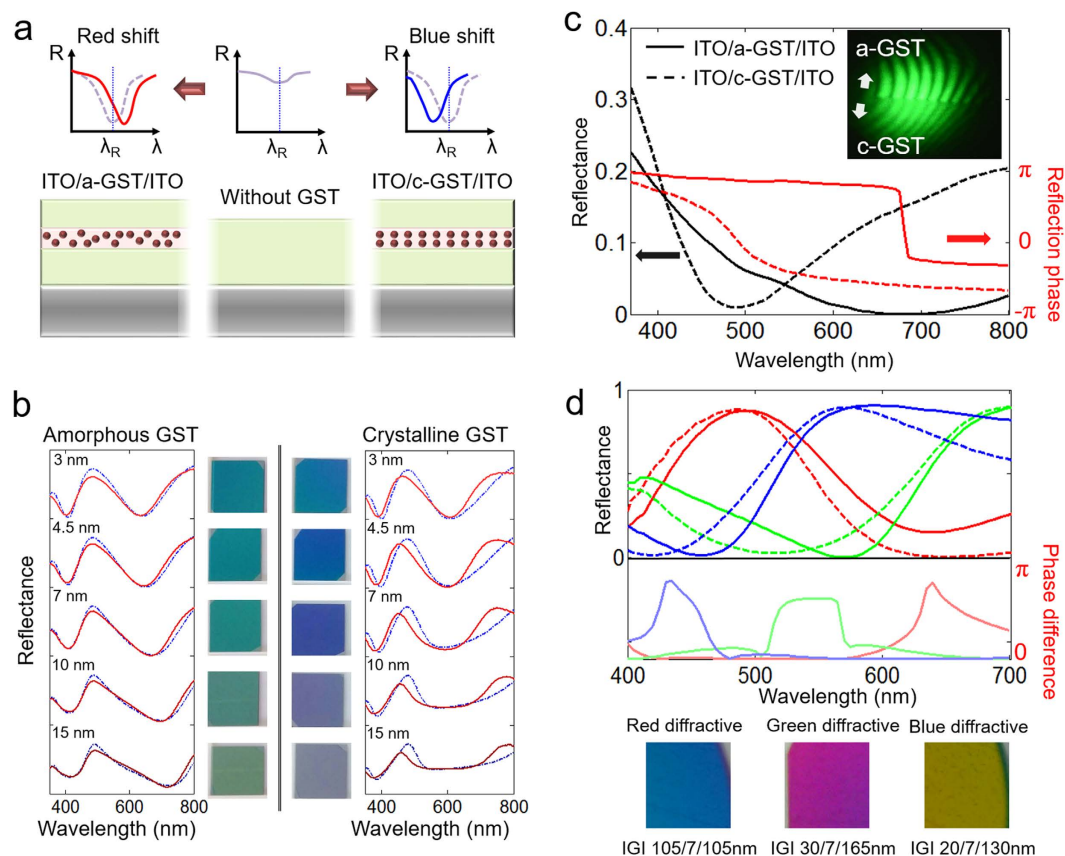 a
R
Red shift
λR
λ
R
λR
λ
R
Blue shift
λR
λ
ITO/a-GST/ITO
Without GST
ITO/c-GST/ITO
b
Amorphous GST
Crystalline GST
3 nm
4.5 nm
7 nm
10 nm
15 nm
3 nm
4.5 nm
7 nm
10 nm
15 nm
Reflectance
400
600
800
400
600
800
Wavelength (nm)
Wavelength (nm)
c
ITO/a-GST/ITO
ITO/c-GST/ITO
a-GST
c-GST
0.4
0.3
0.2
0.1
0
Reflectance
π
0
-π
Reflection phase
400
500
600
700
800
Wavelength (nm)
d
1
0
Reflectance
400
500
600
700
π
0
Phase difference
400
500
600
700
Wavelength (nm)
Red diffractive
Green diffractive
Blue diffractive
IGI 105/7/105nm
IGI 30/7/165nm
IGI 20/7/130nm